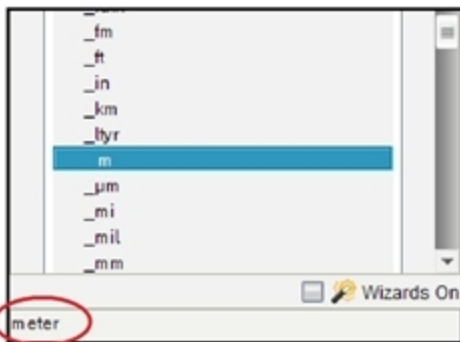 _fm
_ft
_in
_km
_ltyr
_m
_µm
_mi
_mil
_mm
Wizards On
meter